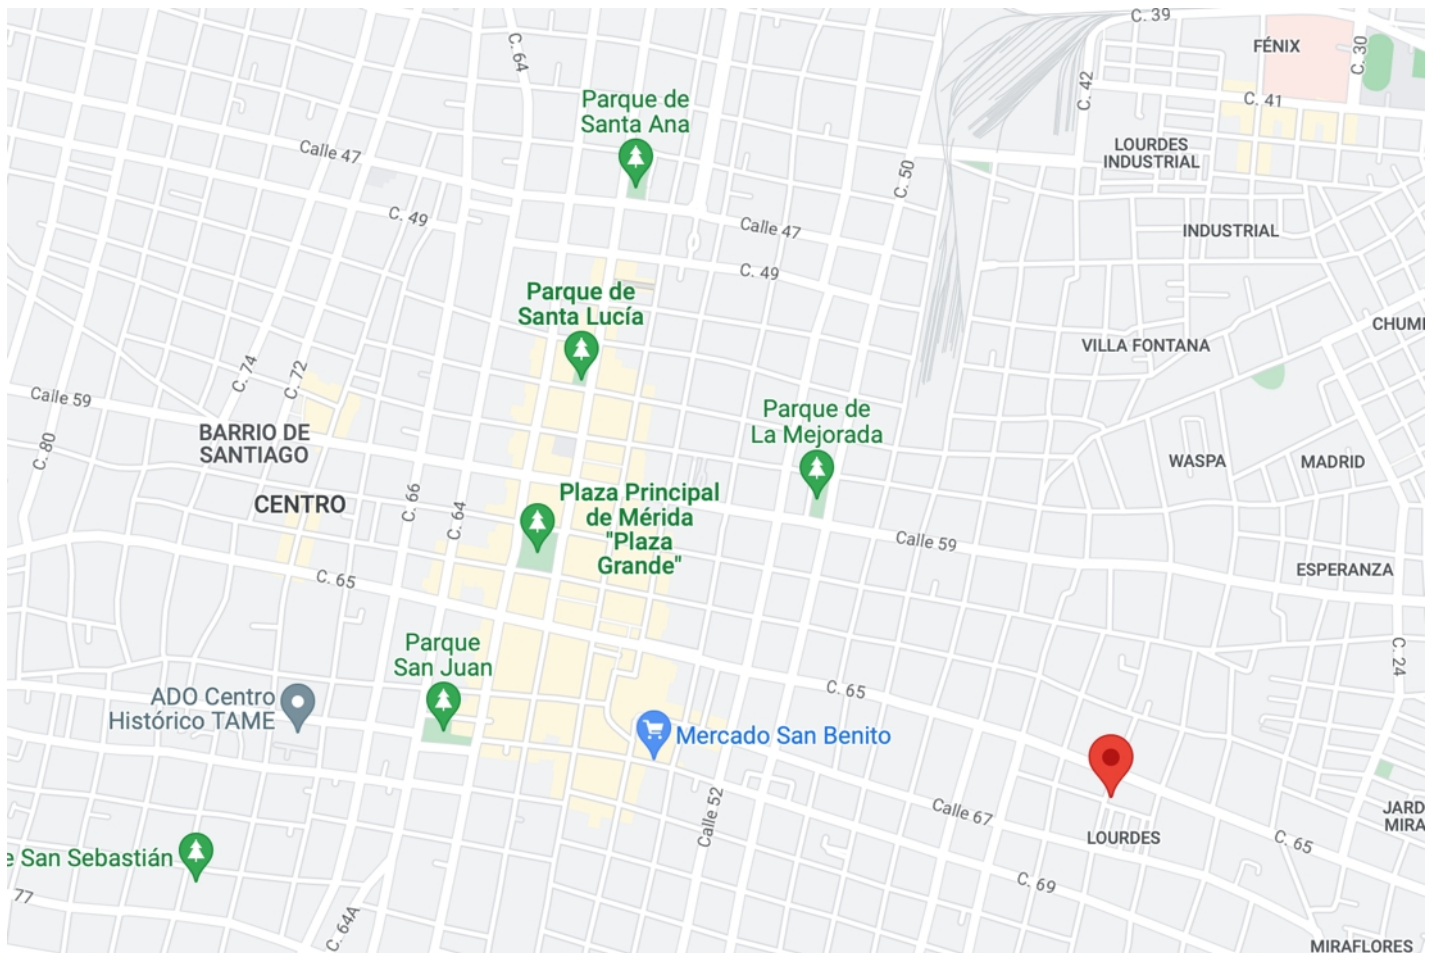 C. 39
FÉNIX
C. 30
C. 64
C. 42
Parque de
Santa Ana
C. 41
Calle 47
LOURDES
INDUSTRIAL
C. 50
C. 49
Calle 47
INDUSTRIAL
C. 49
Parque de
Santa Lucía
CHUM
VILLA FONTANA
C. 74
C. 72
Calle 59
Parque de
La Mejorada
BARRIO DE
SANTIAGO
C. 80
WASPA
MADRID
CENTRO
C. 66
C. 64
Plaza Principal
de Mérida
"Plaza
Grande"
Calle 59
ESPERANZA
C. 65
Parque
San Juan
C. 24
C. 65
ADO Centro
Histórico TAME
Mercado San Benito
Calle 52
Calle 67
JARD
MIRA
LOURDES
C. 65
e San Sebastián
C. 69
77
C. 64A
MIRAFLORES